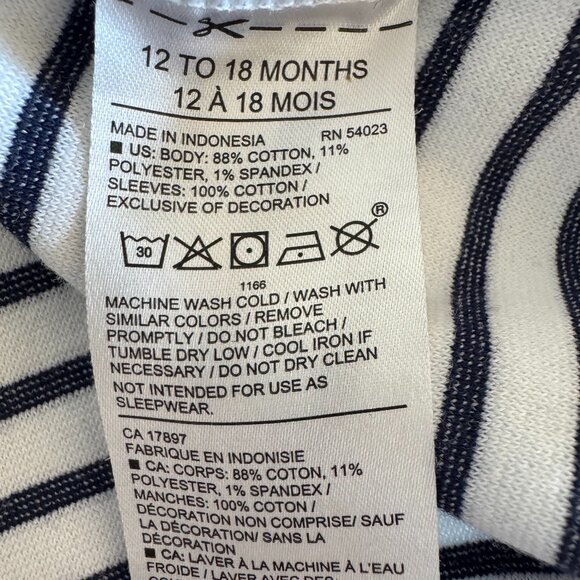 12 TO 18 MONTHS
12 À 18 MOIS
MADE IN INDONESIA RN 54023
■ US: BODY: 88% COTTON, 11%
POLYESTER, 1% SPANDEX /
SLEEVES: 100% COTTON /
EXCLUSIVE OF DECORATION
30 ®
1166
MACHINE WASH COLD / WASH WITH
SIMILAR COLORS / REMOVE
PROMPTLY / DO NOT BLEACH /
TUMBLE DRY LOW / COOL IRON IF
NECESSARY / DO NOT DRY CLEAN
NOT INTENDED FOR USE AS
SLEEPWEAR.
CA 17897
FABRIQUE EN INDONISIE
■ CA: CORPS: 88% COTON, 11%
POLYESTER, 1% SPANDEX /
MANCHES: 100% COTON /
DÉCORATION NON COMPRISE/ SAUF
LA DÉCORATION/ SANS LA
DÉCORATION
■ CA: LAVER À LA MACHINE À L'EAU
FROIDE / LAVER AVEC DES